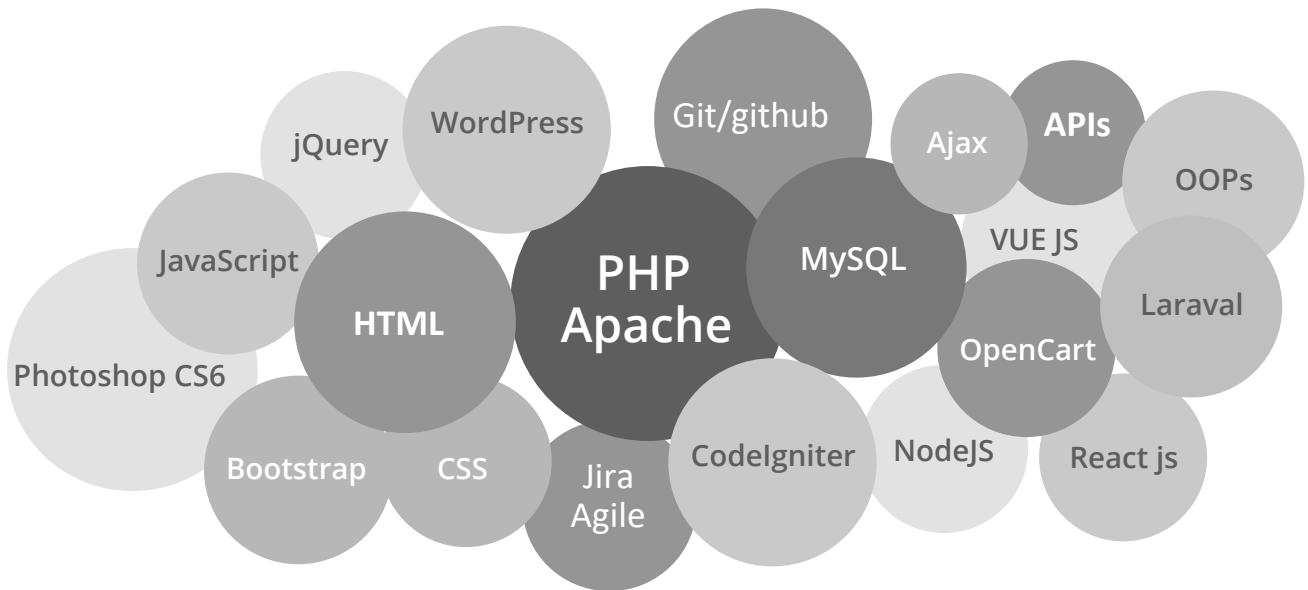 WordPress
Git/github
jQuery
Ajax
APIs
OOPs
JavaScript
VUE JS
MySQL
PHP
Apache
HTML
Laraval
OpenCart
Photoshop CS6
Bootstrap
CSS
Jira
Agile
CodeIgniter
NodeJS
React js